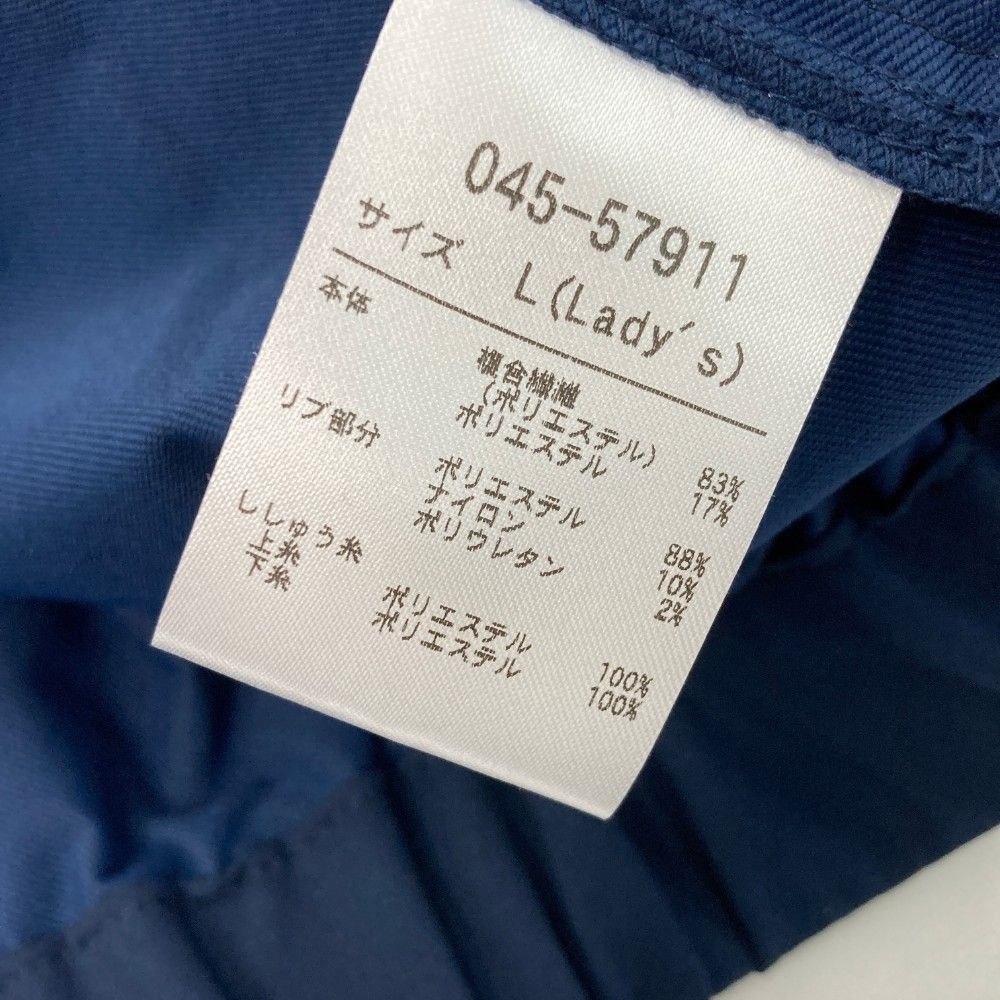 045-57911
サイズ L(Lady's)
本体
複合繊維
(ポリエステル) 83%
ポリエステル 17%
リブ部分
ポリエステル 88%
ナイロン 10%
ポリウレタン 2%
ししゅう糸
上糸 ポリエステル 100%
下糸 ポリエステル 100%